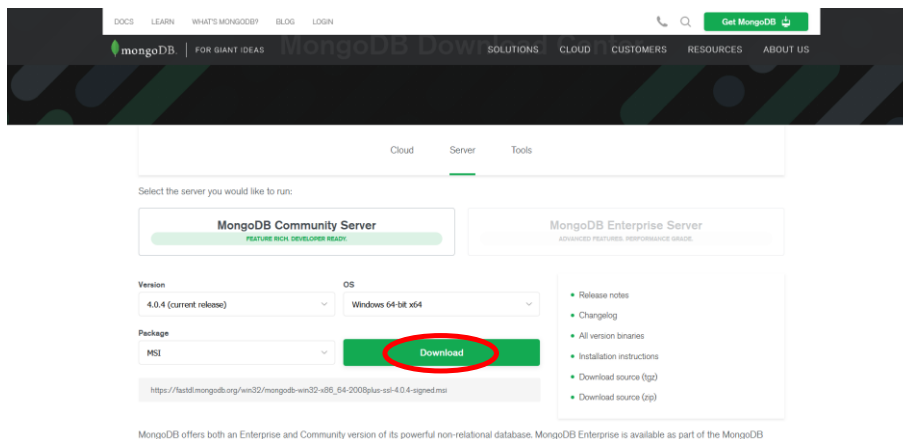 DOCS LEARN WHAT'S MONGODB? BLOG LOGIN Get MongoDB
mongoDB. FOR GIANT IDEAS SOLUTIONS CLOUD CUSTOMERS RESOURCES ABOUT US
MongoDB Download Center
Cloud Server Tools
Select the server you would like to run:
MongoDB Community Server
FEATURE RICH. DEVELOPER READY.
MongoDB Enterprise Server
ADVANCED FEATURES. PERFORMANCE GRADE.
Version OS
4.0.4 (current release) Windows 64-bit x64
Package
MSI Download
https://fastdl.mongodb.org/win32/mongodb-win32-x86_64-2008plus-ssl-4.0.4-signed.msi
Release notes
Changelog
All version binaries
Installation instructions
Download source (tgz)
Download source (zip)
MongoDB offers both an Enterprise and Community version of its powerful non-relational database. MongoDB Enterprise is available as part of the MongoDB